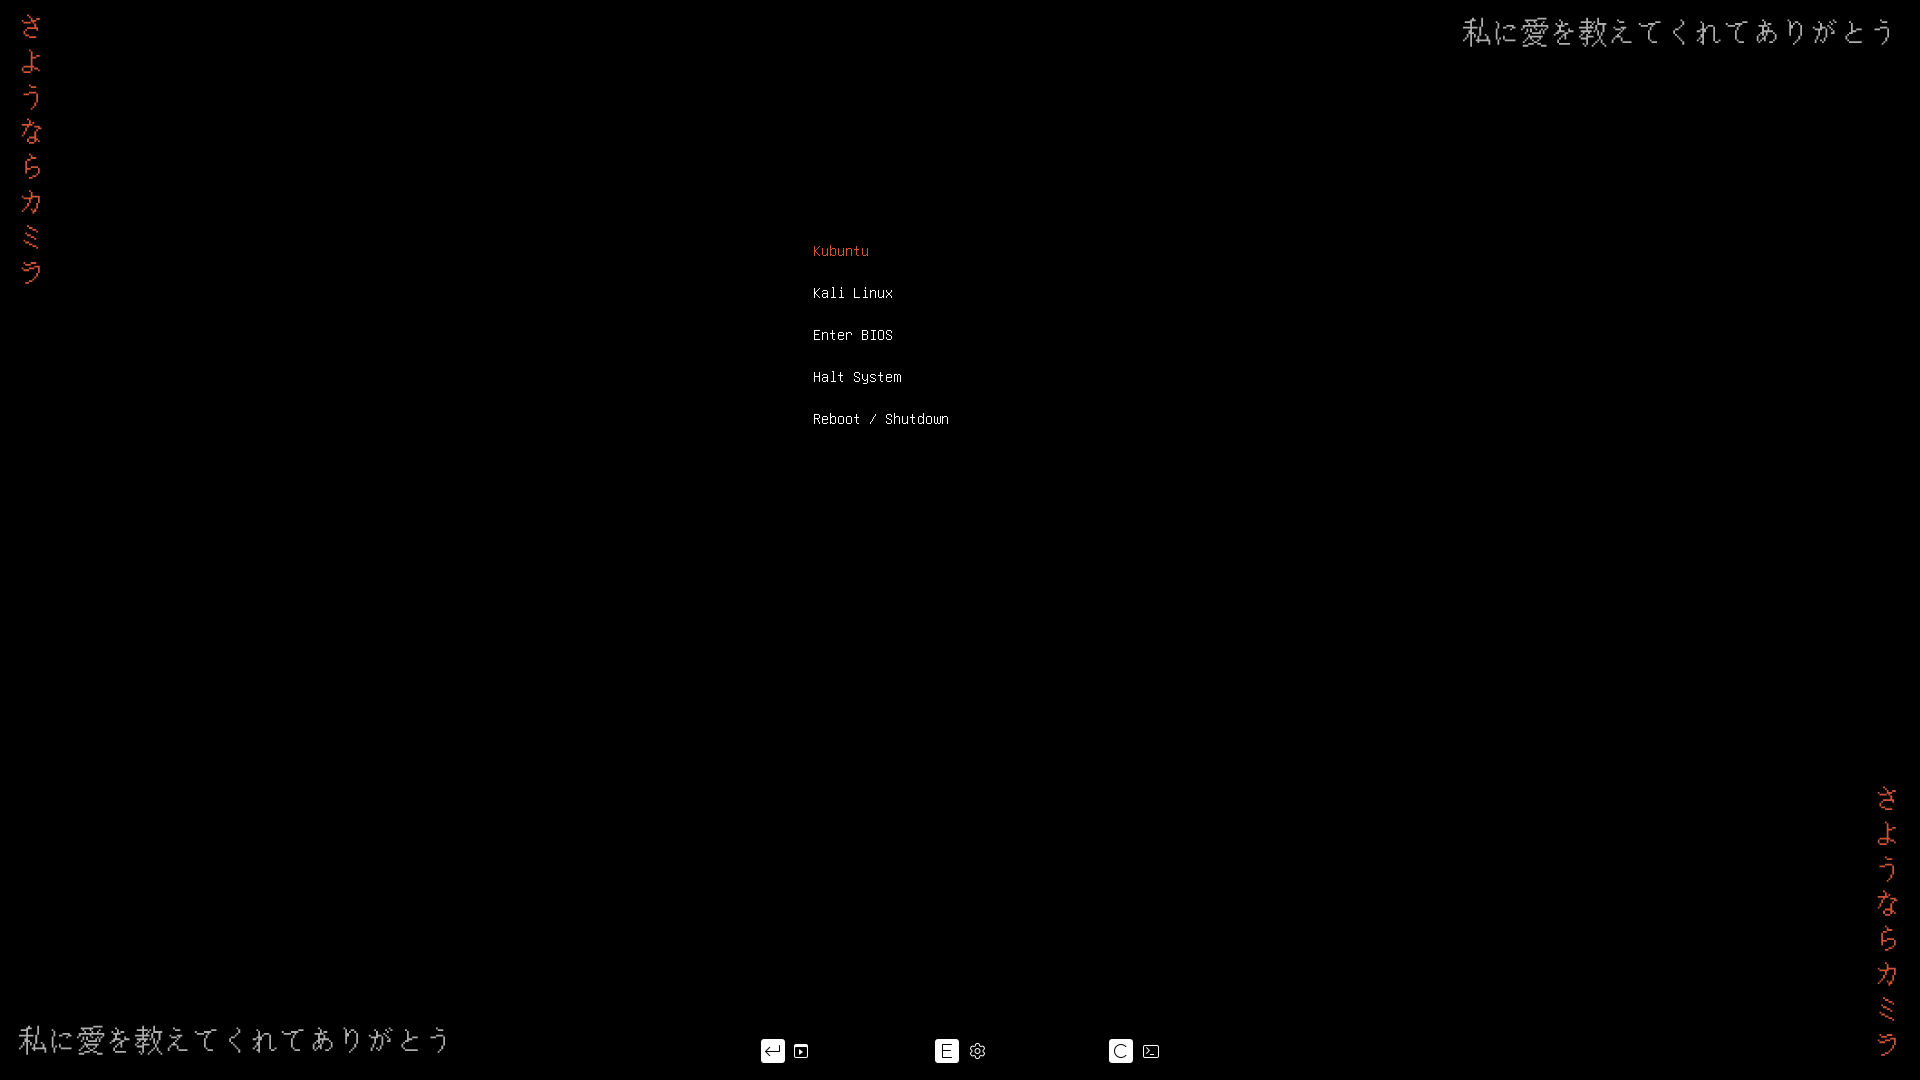 さようならカミラ
私に愛を教えてくれてありがとう
Kubuntu
Kali Linux
Enter BIOS
Halt System
Reboot / Shutdown
さようならカミラ
私に愛を教えてくれてありがとう
E
C